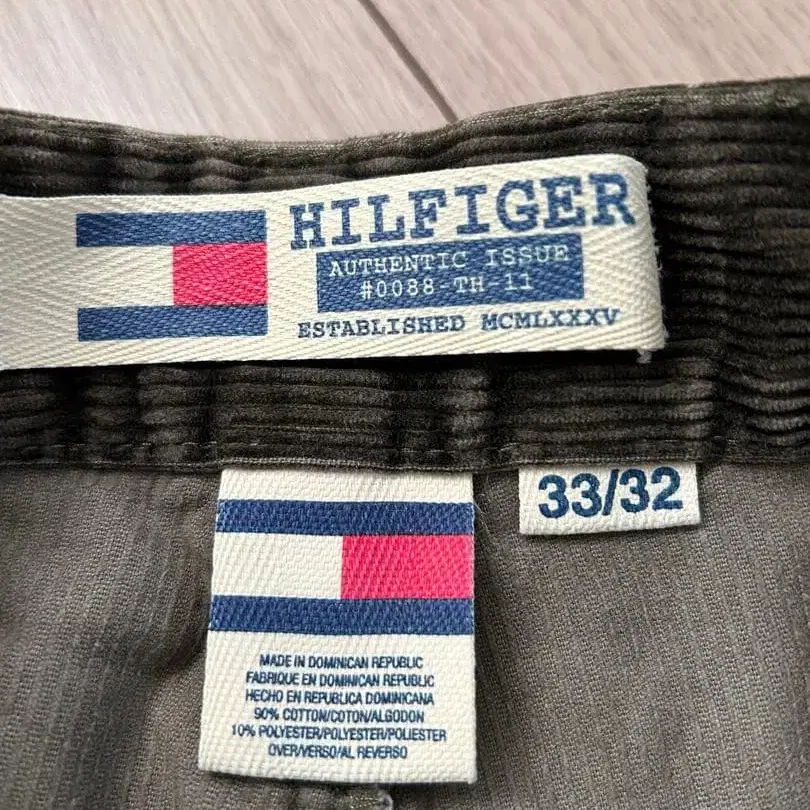 HILFIGER
AUTHENTIC ISSUE
#0088-TH-11
ESTABLISHED MCMLXXXV
33/32
MADE IN DOMINICAN REPUBLIC
FABRIQUE EN DOMINICAN REPUBLIC
HECHO EN REPUBLICA DOMINICANA
90% COTTON/COTON/ALGODON
10% POLYESTER/POLYESTER/POLIESTER
OVER/VERSO/AL REVERSO